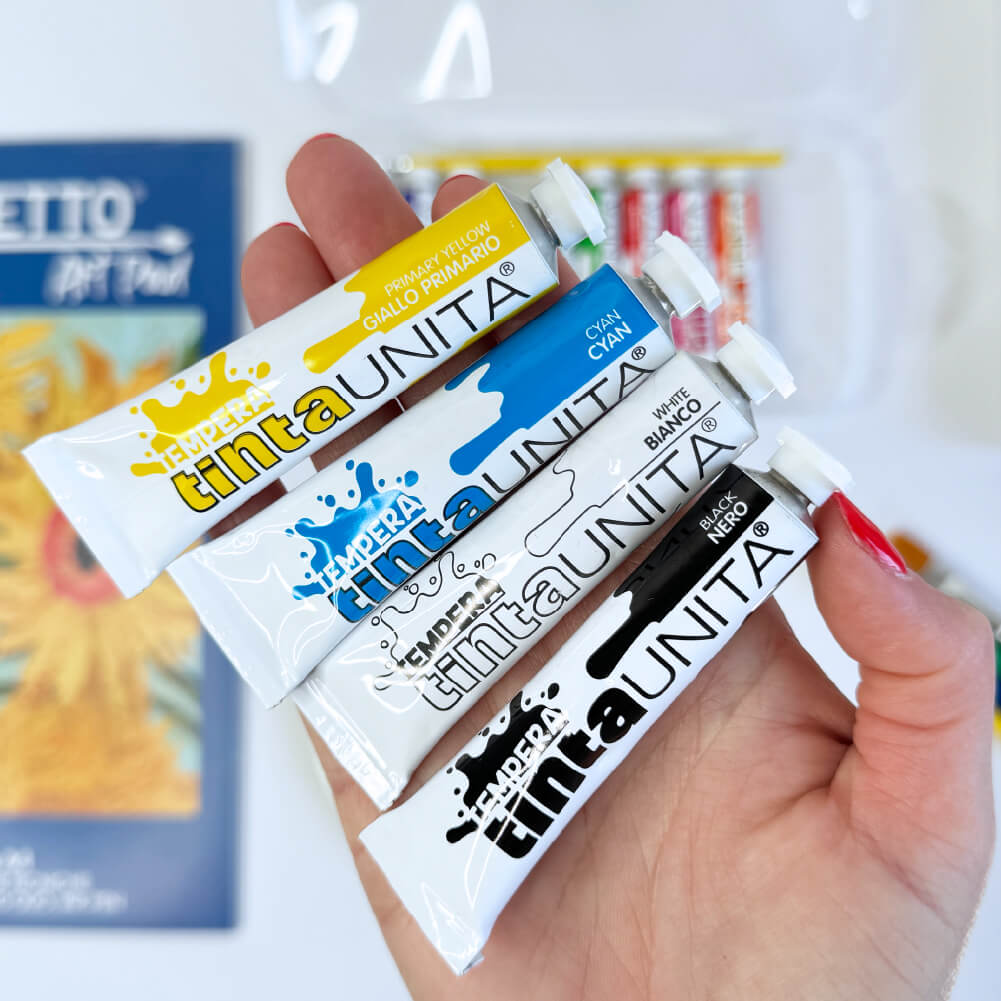 ETTO
Art Pad
PRIMARY YELLOW
GIALLO PRIMARIO
TEMPERA
tintaUNITA®
CYAN
CYAN
TEMPERA
tintaUNITA®
WHITE
BIANCO
TEMPERA
tintaUNITA®
BLACK
NERO
TEMPERA
tintaUNITA®